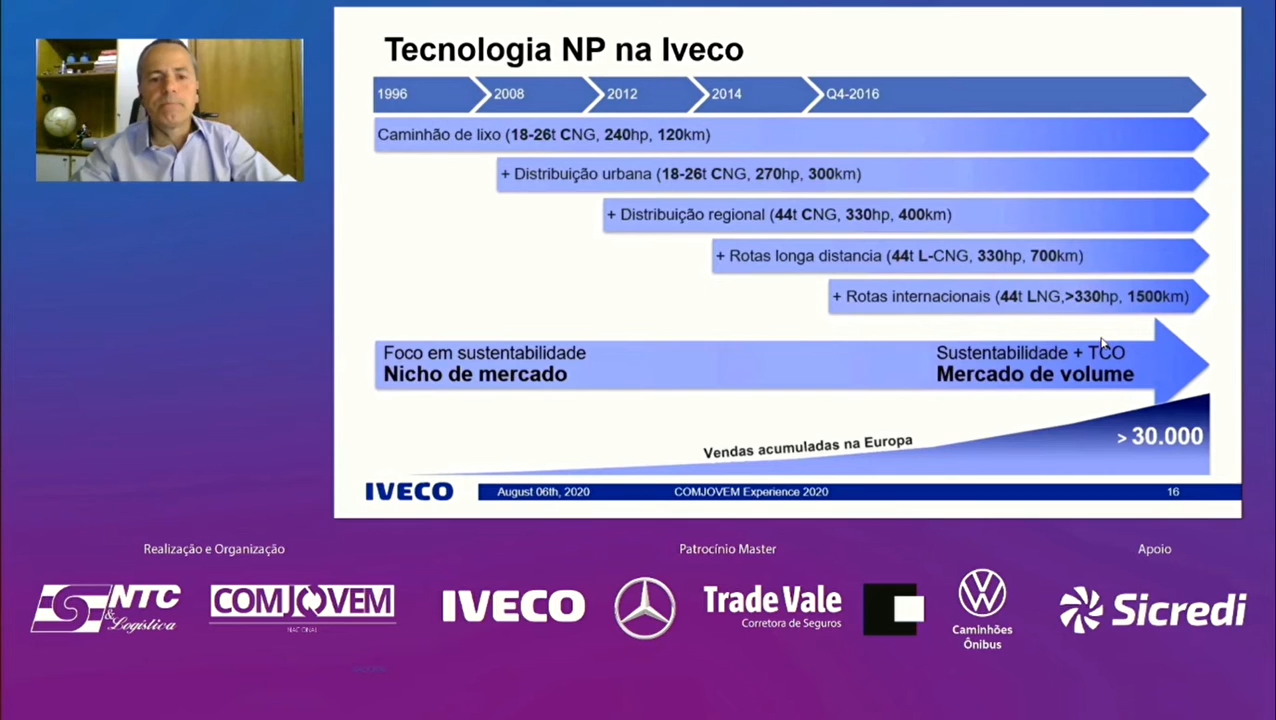 Tecnologia NP na Iveco
1996
2008
2012
2014
Q4-2016
Caminhão de lixo (18-26t CNG, 240hp, 120km)
+ Distribuição urbana (18-26t CNG, 270hp, 300km)
+ Distribuição regional (44t CNG, 330hp, 400km)
+ Rotas longa distancia (44t L-CNG, 330hp, 700km)
+ Rotas internacionais (44t LNG,>330hp, 1500km)
Foco em sustentabilidade
Nicho de mercado
Sustentabilidade + TCO
Mercado de volume
Vendas acumuladas na Europa
> 30.000
IVECO
August 06th, 2020
COMJOVEM Experience 2020
16
Realização e Organização
Patrocínio Master
Apoio
NTC
& Logística
COMJOVEM
NACIONAL
IVECO
Trade Vale
Corretora de Seguros
Caminhões
Ônibus
Sicredi